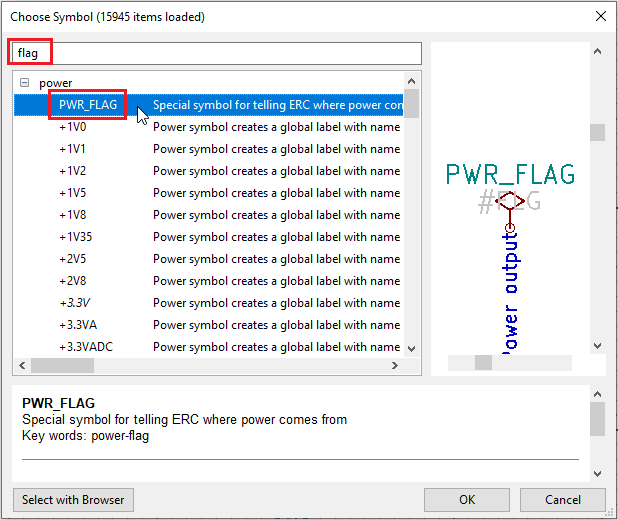 Choose Symbol (15945 items loaded)
flag
power
PWR_FLAG Special symbol for telling ERC where power con
+1V0 Power symbol creates a global label with name
+1V1 Power symbol creates a global label with name
+1V2 Power symbol creates a global label with name
+1V5 Power symbol creates a global label with name
+1V8 Power symbol creates a global label with name
+1V35 Power symbol creates a global label with name
+2V5 Power symbol creates a global label with name
+2V8 Power symbol creates a global label with name
+3.3V Power symbol creates a global label with name
+3.3VA Power symbol creates a global label with name
+3.3VADC Power symbol creates a global label with name
PWR_FLAG
#FLG
Power output
PWR_FLAG
Special symbol for telling ERC where power comes from
Key words: power-flag
Select with Browser
OK
Cancel